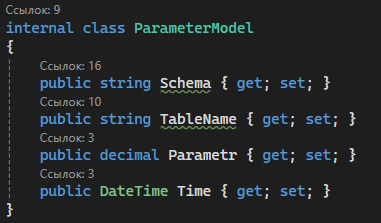 Ссылок: 9
internal class ParameterModel
{
Ссылок: 16
public string Schema { get; set; }
Ссылок: 10
public string TableName { get; set; }
Ссылок: 3
public decimal Parametr { get; set; }
Ссылок: 3
public DateTime Time { get; set; }
}